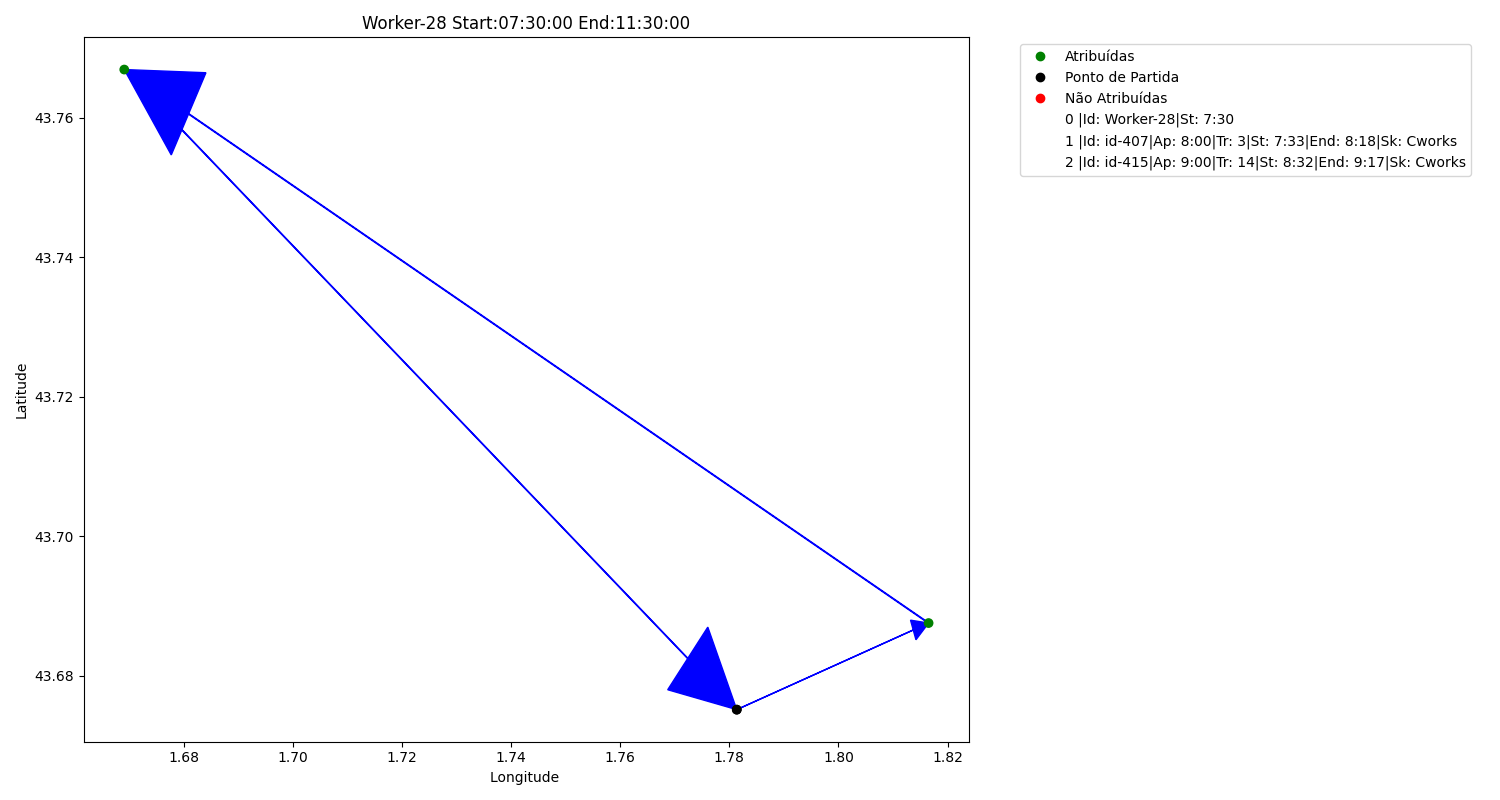 Worker-28 Start:07:30:00 End:11:30:00
Atribuídas
Ponto de Partida
Não Atribuídas
0 |Id: Worker-28|St: 7:30
1 |Id: id-407|Ap: 8:00|Tr: 3|St: 7:33|End: 8:18|Sk: Cworks
2 |Id: id-415|Ap: 9:00|Tr: 14|St: 8:32|End: 9:17|Sk: Cworks
Latitude
43.76
43.74
43.72
43.70
43.68
1.68 1.70 1.72 1.74 1.76 1.78 1.80 1.82
Longitude